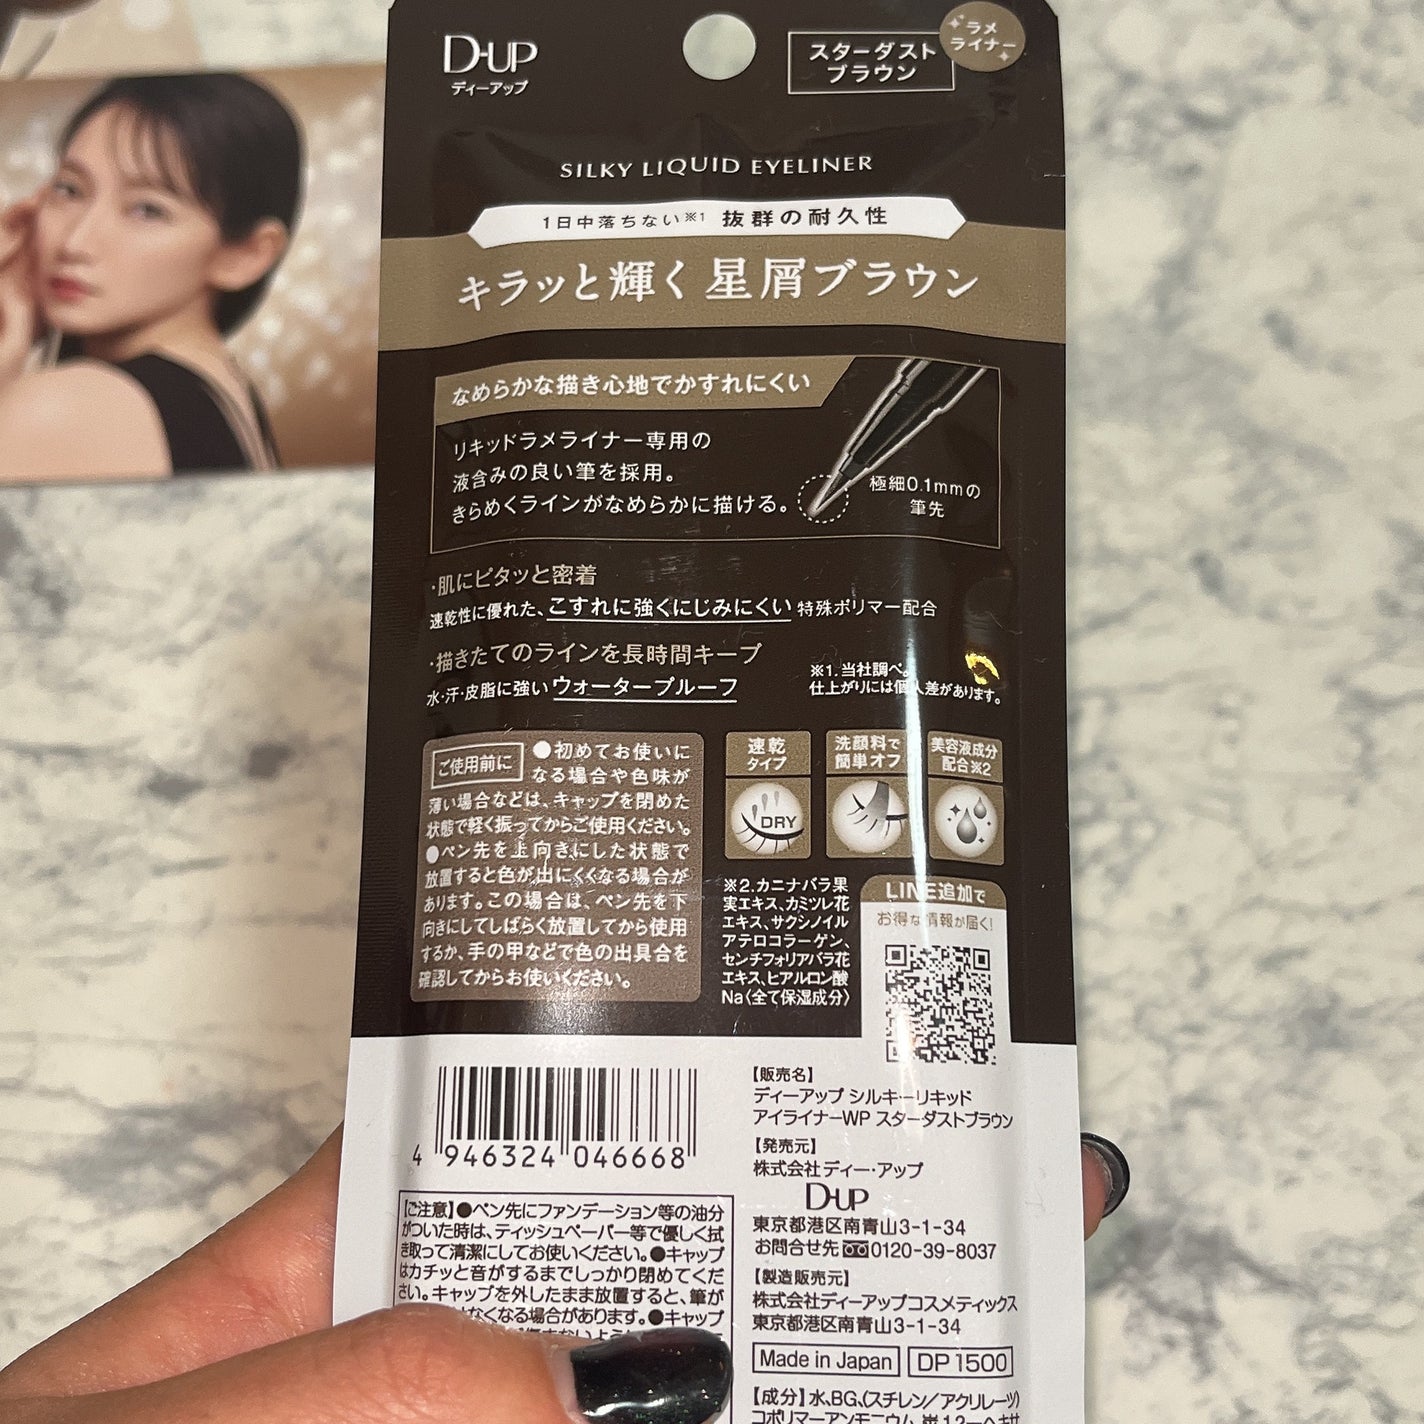 D-UP
ディーアップ
スターダスト
ブラウン
ラメ
ライナー
SILKY LIQUID EYELINER
1日中落ちない※1 抜群の耐久性
キラッと輝く星屑ブラウン
なめらかな描き心地でかすれにくい
リキッドラメライナー専用の
液含みの良い筆を採用。
きらめくラインがなめらかに描ける。
極細0.1mmの
筆先
・肌にピタッと密着
速乾性に優れた、こすれに強くにじみにくい 特殊ポリマー配合
・描きたてのラインを長時間キープ
水・汗・皮脂に強い ウォータープルーフ
※1.当社調べ。
仕上がりには個人差があります。
ご使用前に
●初めてお使いに
なる場合や色味が
薄い場合などは、キャップを閉めた
状態で軽く振ってからご使用ください。
●ペン先を上向きにした状態で
放置すると色が出にくくなる場合が
あります。この場合は、ペン先を下
向きにしてしばらく放置してから使用
するか、手の甲などで色の出具合を
確認してからお使いください。
速乾
タイプ
DRY
洗顔料で
簡単オフ
美容液成分
配合※2
※2.カニナバラ果
実エキス、カミツレ花
エキス、サクシノイル
アテロコラーゲン、
センチフォリアバラ花
エキス、ヒアルロン酸
Na〈全て保湿成分〉
LINE追加で
お得な情報が届く!
4 946324 046668
【販売名】
ディーアップ シルキーリキッド
アイライナーWP スターダストブラウン
【発売元】
株式会社ディー・アップ
D-UP
東京都港区南青山3-1-34
お問合せ先 0120-39-8037
【製造販売元】
株式会社ディーアップコスメティックス
東京都港区南青山3-1-34
Made in Japan
DP1500
【成分】水、BG、(スチレン/アクリレーツ)
コポリマーアンモニウム
【ご注意】●ペン先にファンデーション等の油分
がついた時は、ティッシュペーパー等で優しく拭
き取って清潔にしてお使いください。●キャップ
はカチッと音がするまでしっかり閉めてくだ
さい。キャップを外したまま放置すると、筆が
なくなる場合があります。●キャップ